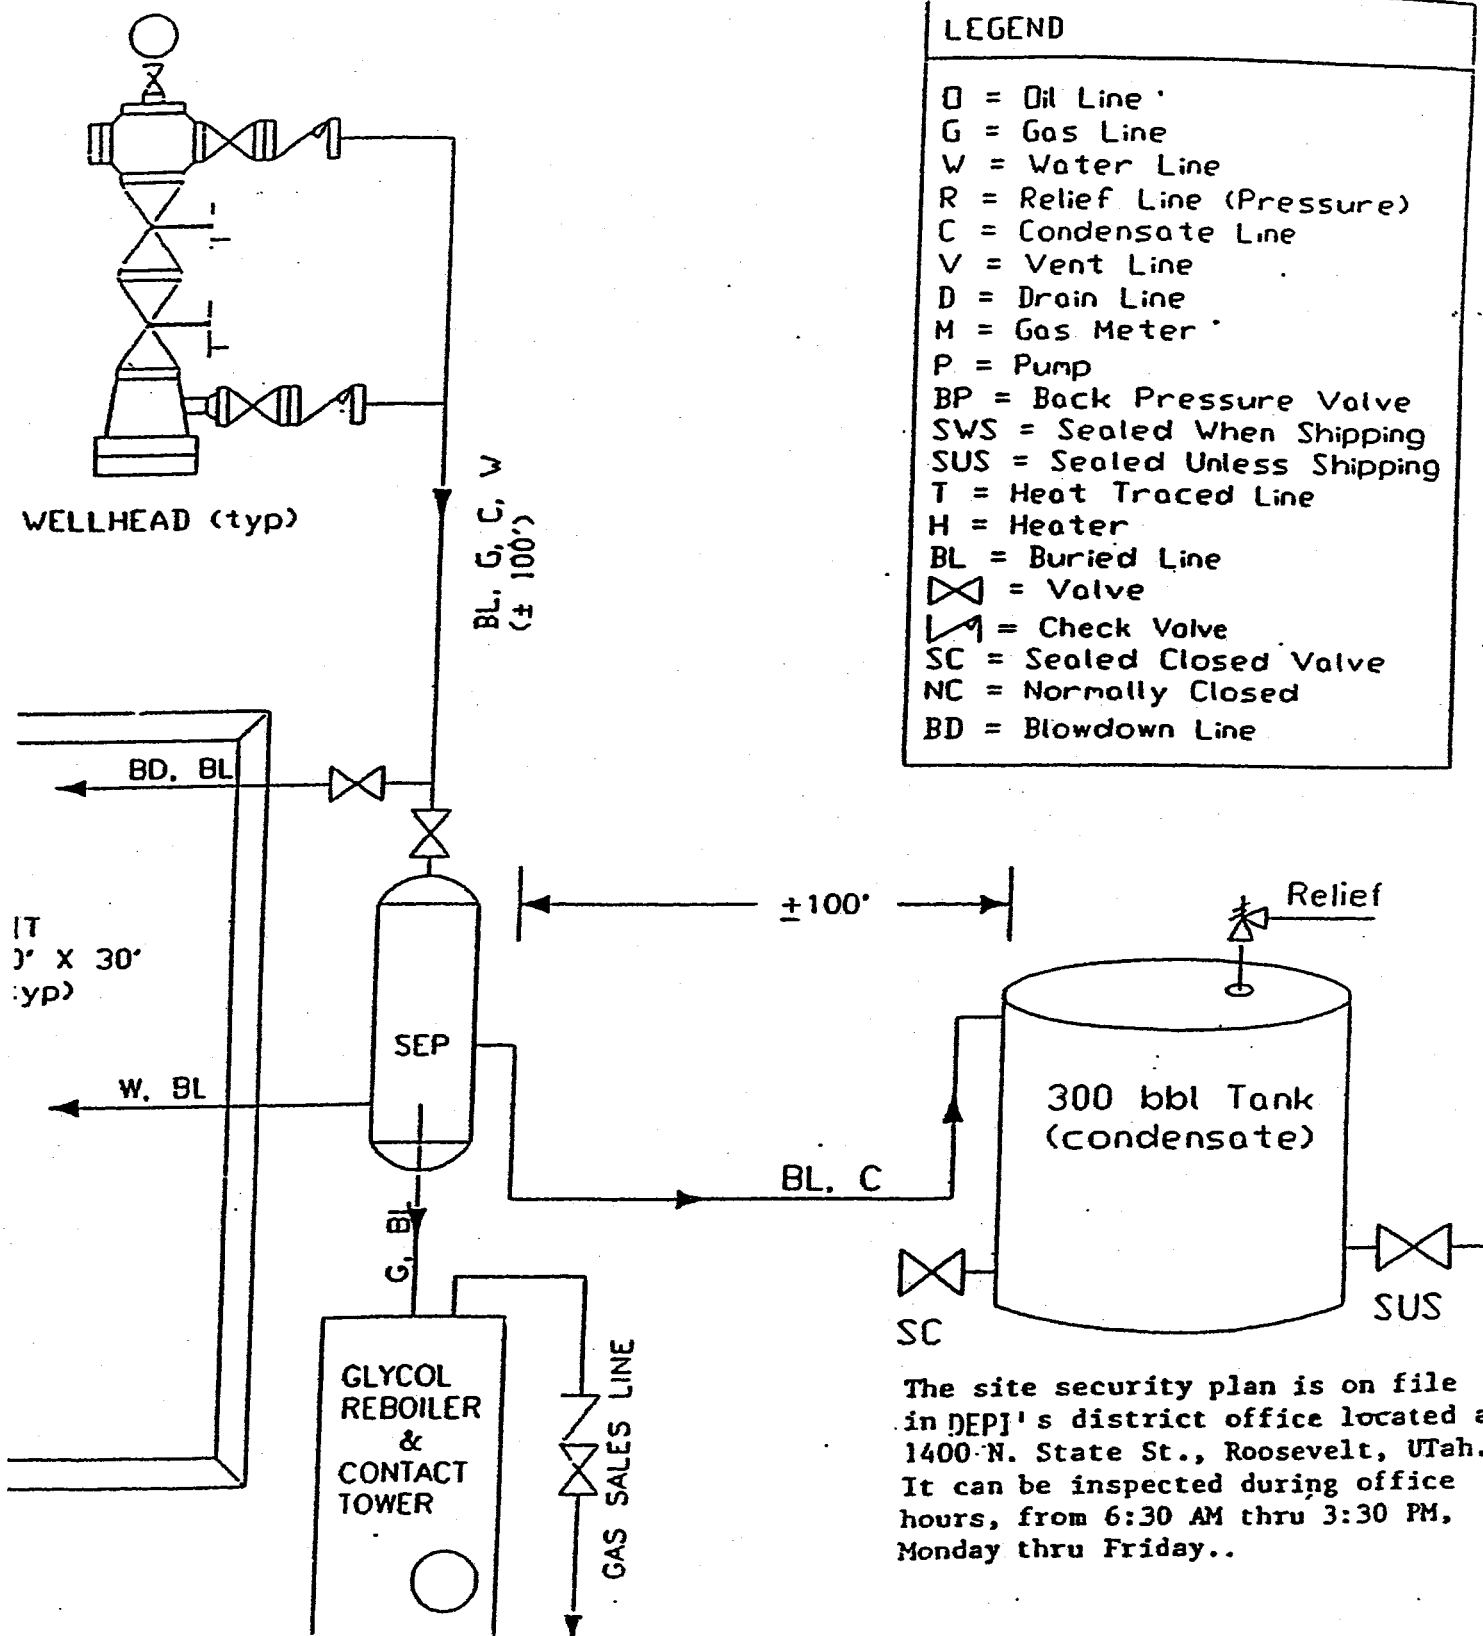 LEGEND
O = Oil Line
G = Gas Line
W = Water Line
R = Relief Line (Pressure)
C = Condensate Line
V = Vent Line
D = Drain Line
M = Gas Meter
P = Pump
BP = Back Pressure Valve
SWS = Sealed When Shipping
SUS = Sealed Unless Shipping
T = Heat Traced Line
H = Heater
BL = Buried Line
= Valve
= Check Valve
SC = Sealed Closed Valve
NC = Normally Closed
BD = Blowdown Line
WELLHEAD (typ)
BL, G, C, W
(± 100')
BD, BL
±100'
Relief
X 30'
SEP
W, BL
300 bbl Tank
(condensate)
BL, C
G, BL
SC
SUS
GLYCOL
REBOILER
&
CONTACT
TOWER
GAS SALES LINE
The site security plan is on file
in DEPI's district office located
1400 N. State St., Roosevelt, UTah.
It can be inspected during office
hours, from 6:30 AM thru 3:30 PM,
Monday thru Friday..